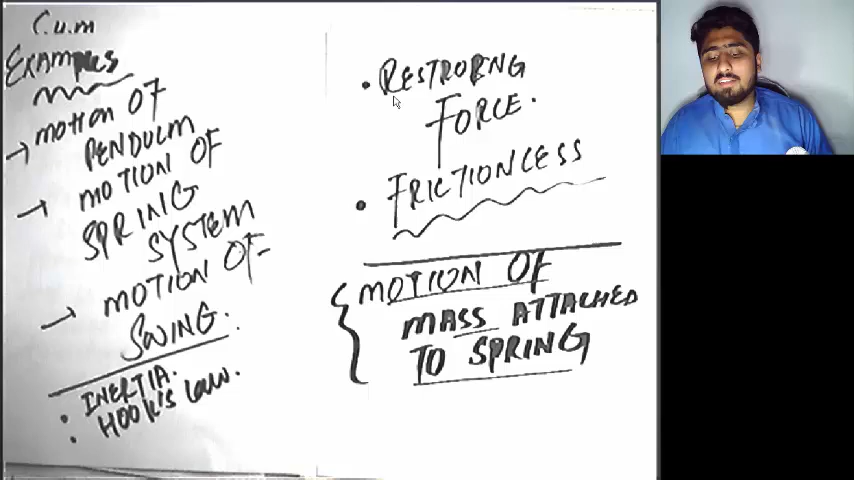 C.u.m
EXAMPLES
→ MOTION OF
PENDULM
→ MOTION OF
SPRING
SYSTEM
→ MOTION OF
SWING.
• INERTIA.
• HOOK'S LAW.
• RESTRORING
FORCE.
• FRICTIONLESS
MOTION OF
MASS ATTACHED
TO SPRING